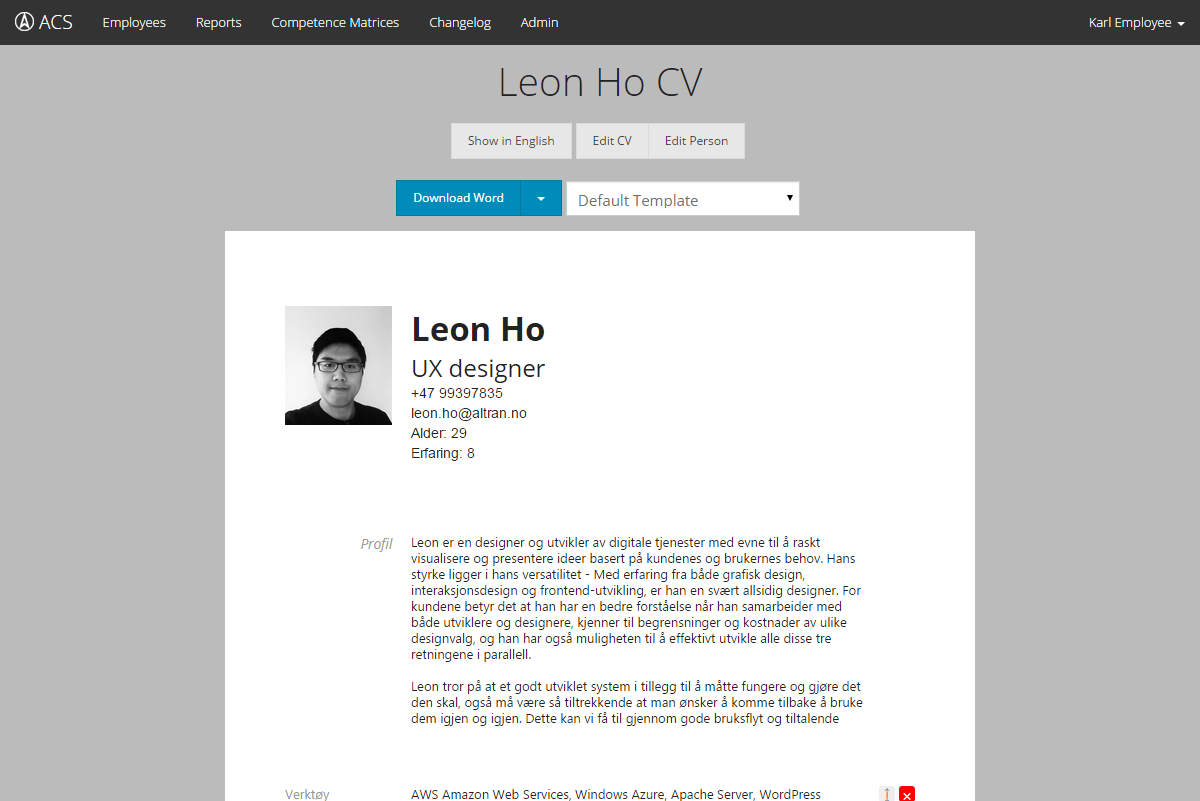 ACS Employees Reports Competence Matrices Changelog Admin Karl Employee
Leon Ho CV
Show in English Edit CV Edit Person
Download Word Default Template
Leon Ho
UX designer
+47 99397835
leon.ho@altran.no
Alder: 29
Erfaring: 8
Profil Leon er en designer og utvikler av digitale tjenester med evne til å raskt
visualisere og presentere ideer basert på kundenes og brukernes behov. Hans
styrke ligger i hans versatilitet - Med erfaring fra både grafisk design,
interaksjonsdesign og frontend-utvikling, er han en svært allsidig designer. For
kundene betyr det at han har en bedre forståelse når han samarbeider med
både utviklere og designere, kjenner til begrensninger og kostnader av ulike
designvalg, og han har også muligheten til å effektivt utvikle alle disse tre
retningene i parallell.
Leon tror på at et godt utviklet system i tillegg til å måtte fungere og gjøre det
den skal, også må være så tiltrekkende at man ønsker å komme tilbake å bruke
dem igjen og igjen. Dette kan vi få til gjennom gode bruksflyt og tiltalende
Verktøy AWS Amazon Web Services, Windows Azure, Apache Server, WordPress